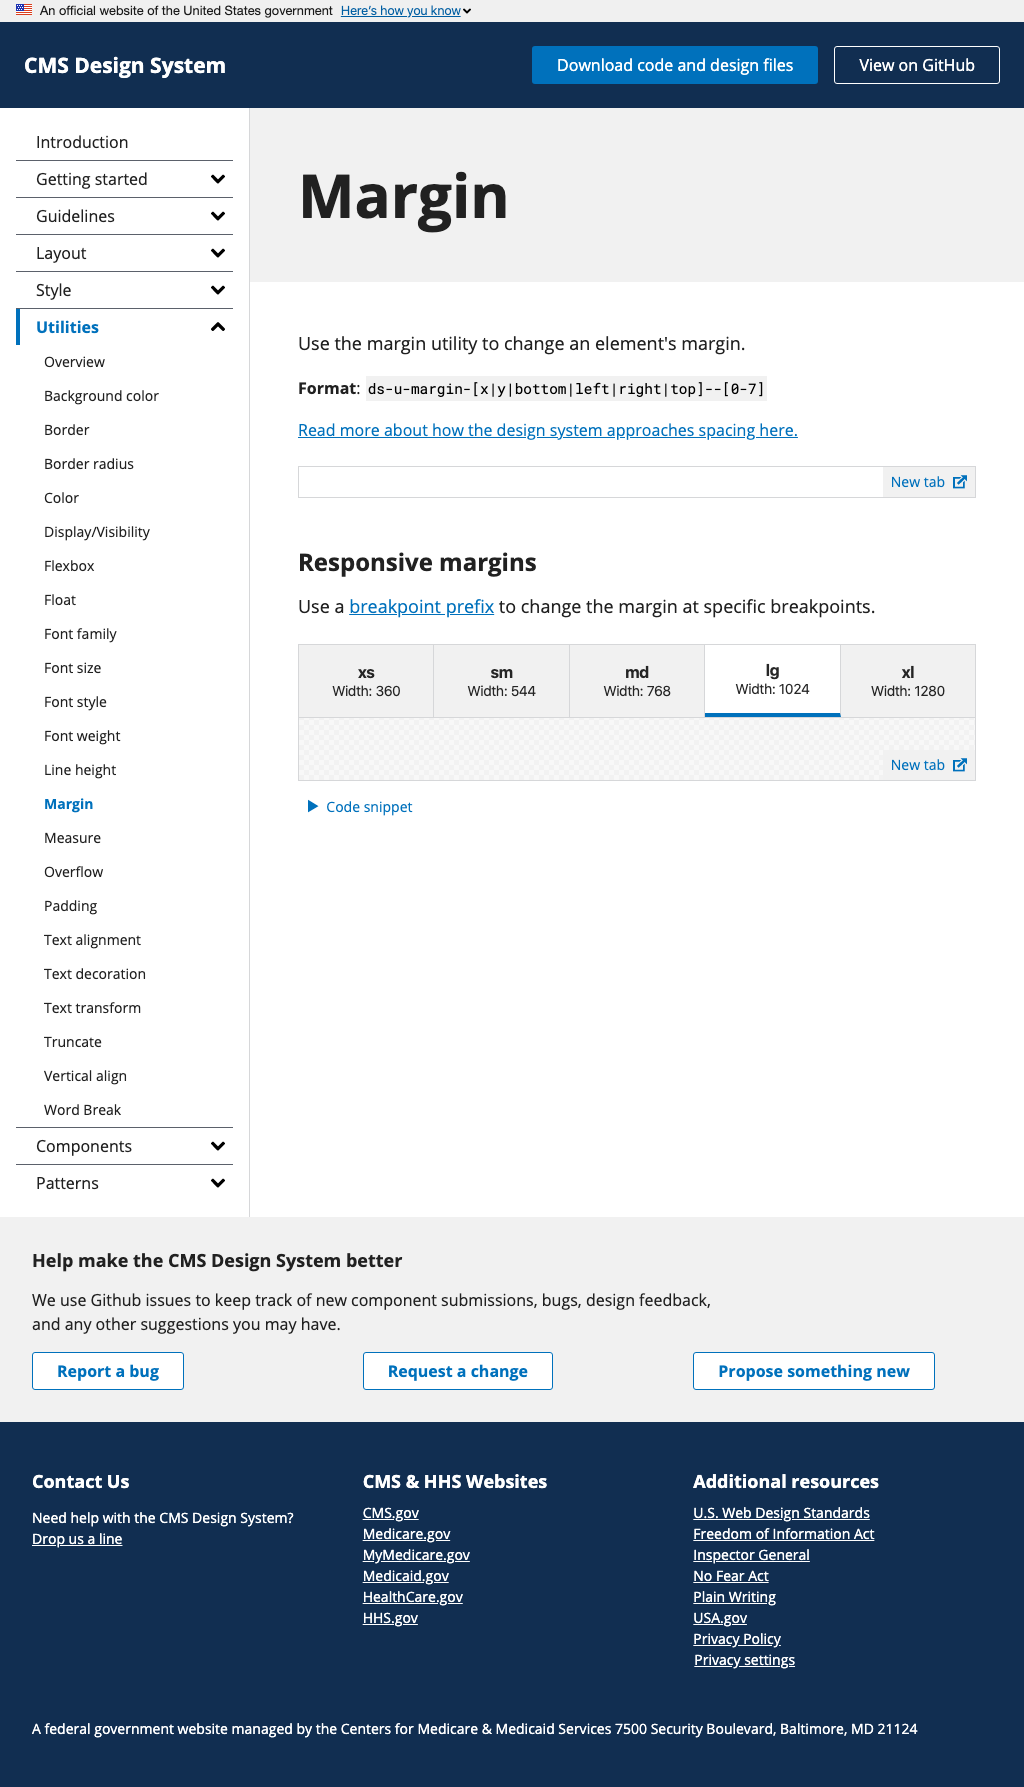 An official website of the United States government Here's how you know
CMS Design System
Download code and design files
View on GitHub
Introduction
Getting started
Guidelines
Layout
Style
Utilities
Overview
Background color
Border
Border radius
Color
Display/Visibility
Flexbox
Float
Font family
Font size
Font style
Font weight
Line height
Margin
Measure
Overflow
Padding
Text alignment
Text decoration
Text transform
Truncate
Vertical align
Word Break
Components
Patterns
Margin
Use the margin utility to change an element's margin.
Format: ds-u-margin-[x|y|bottom|left|right|top]--[0-7]
Read more about how the design system approaches spacing here.
New tab
Responsive margins
Use a breakpoint prefix to change the margin at specific breakpoints.
xs
Width: 360
sm
Width: 544
md
Width: 768
lg
Width: 1024
xl
Width: 1280
New tab
Code snippet
Help make the CMS Design System better
We use Github issues to keep track of new component submissions, bugs, design feedback,
and any other suggestions you may have.
Report a bug
Request a change
Propose something new
Contact Us
Need help with the CMS Design System?
Drop us a line
CMS & HHS Websites
CMS.gov
Medicare.gov
MyMedicare.gov
Medicaid.gov
HealthCare.gov
HHS.gov
Additional resources
U.S. Web Design Standards
Freedom of Information Act
Inspector General
No Fear Act
Plain Writing
USA.gov
Privacy Policy
Privacy settings
A federal government website managed by the Centers for Medicare & Medicaid Services 7500 Security Boulevard, Baltimore, MD 21124